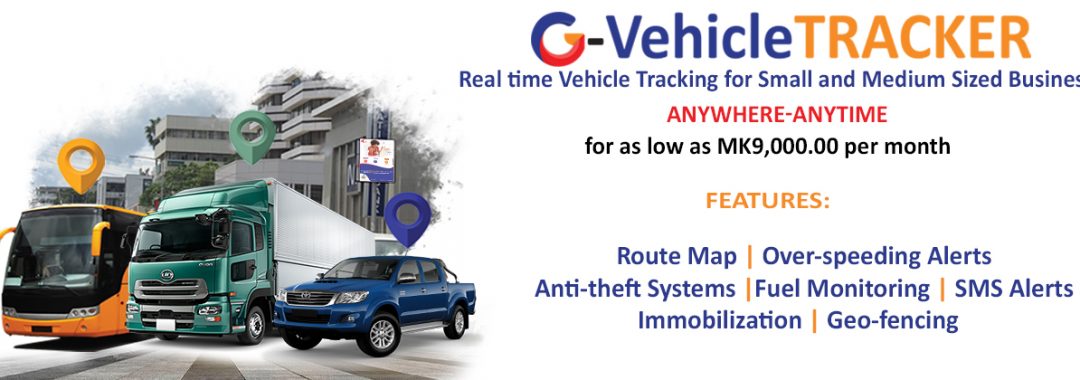 G-VehicleTRACKER
Real time Vehicle Tracking for Small and Medium Sized Busines
ANYWHERE-ANYTIME
for as low as MK9,000.00 per month
FEATURES:
Route Map | Over-speeding Alerts
Anti-theft Systems |Fuel Monitoring | SMS Alerts
Immobilization | Geo-fencing